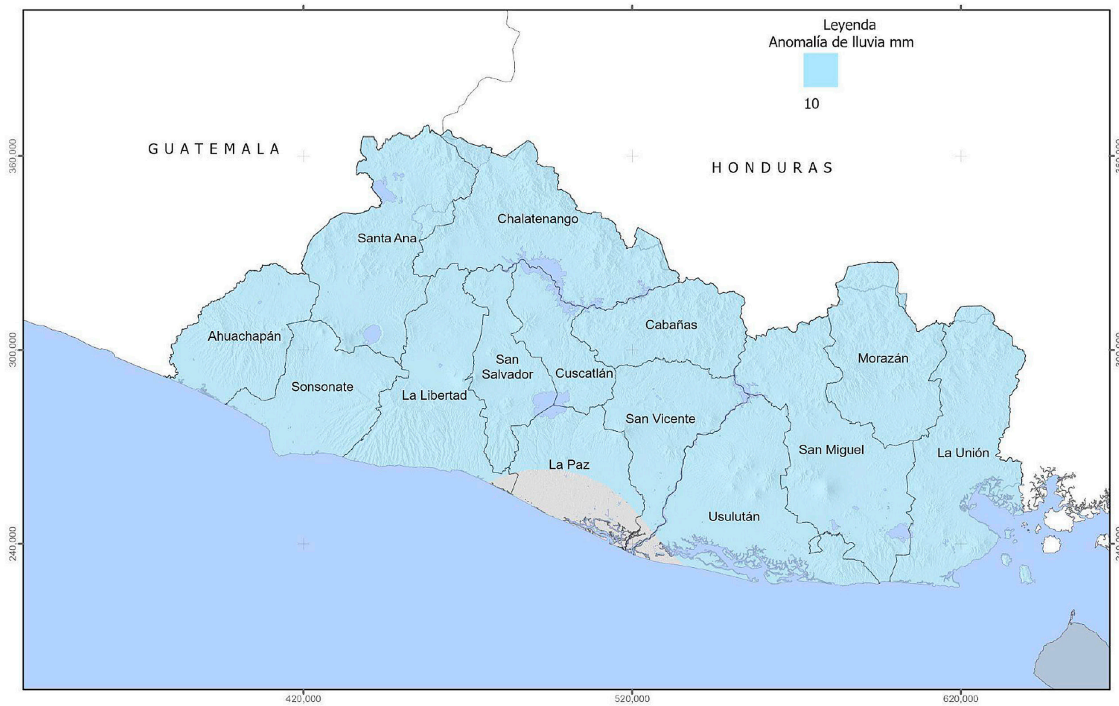 Leyenda
Anomalía de lluvia mm
10
GUATEMALA
HONDURAS
360,000
Chalatenango
Santa Ana
Cabañas
Ahuachapán
300,000
300,000
Morazán
San
Salvador
Cuscatlán
Sonsonate
La Libertad
San Vicente
San Miguel
La Unión
La Paz
Usulután
240,000
420,000
520,000
620,000